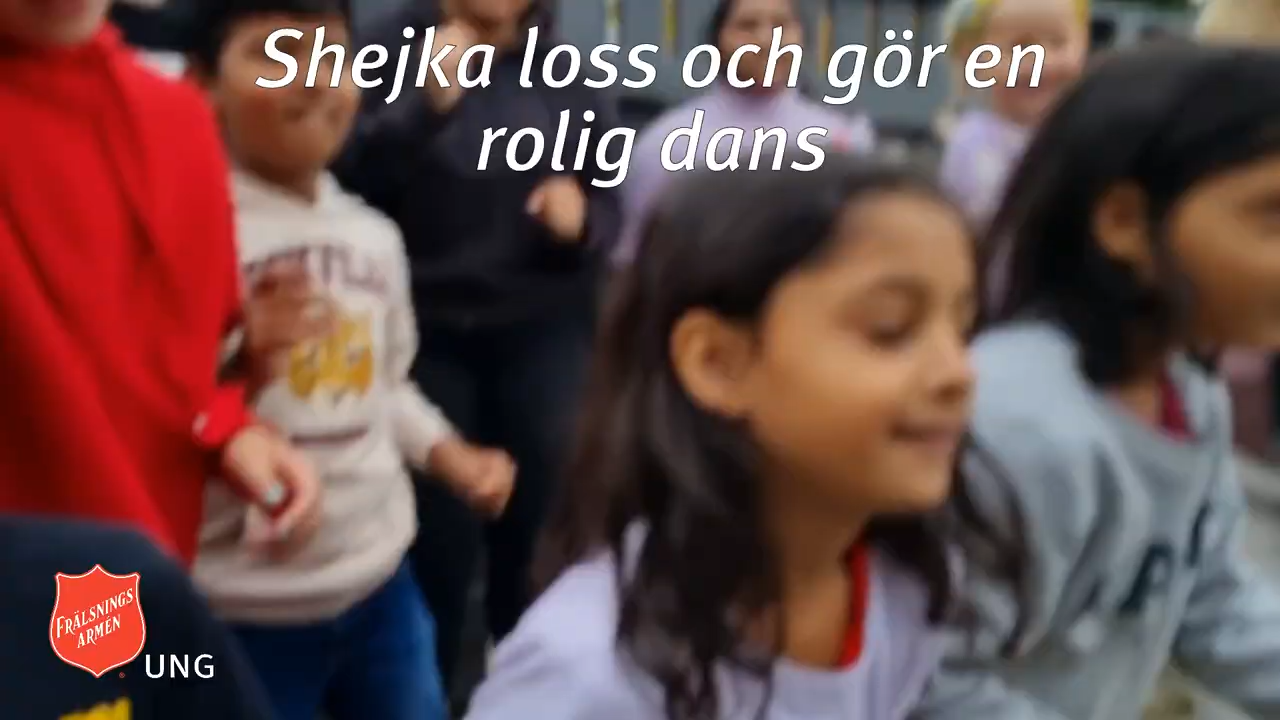 Shejka loss och gör en
rolig dans
FRÄLSNINGS
ARMEN
UNG